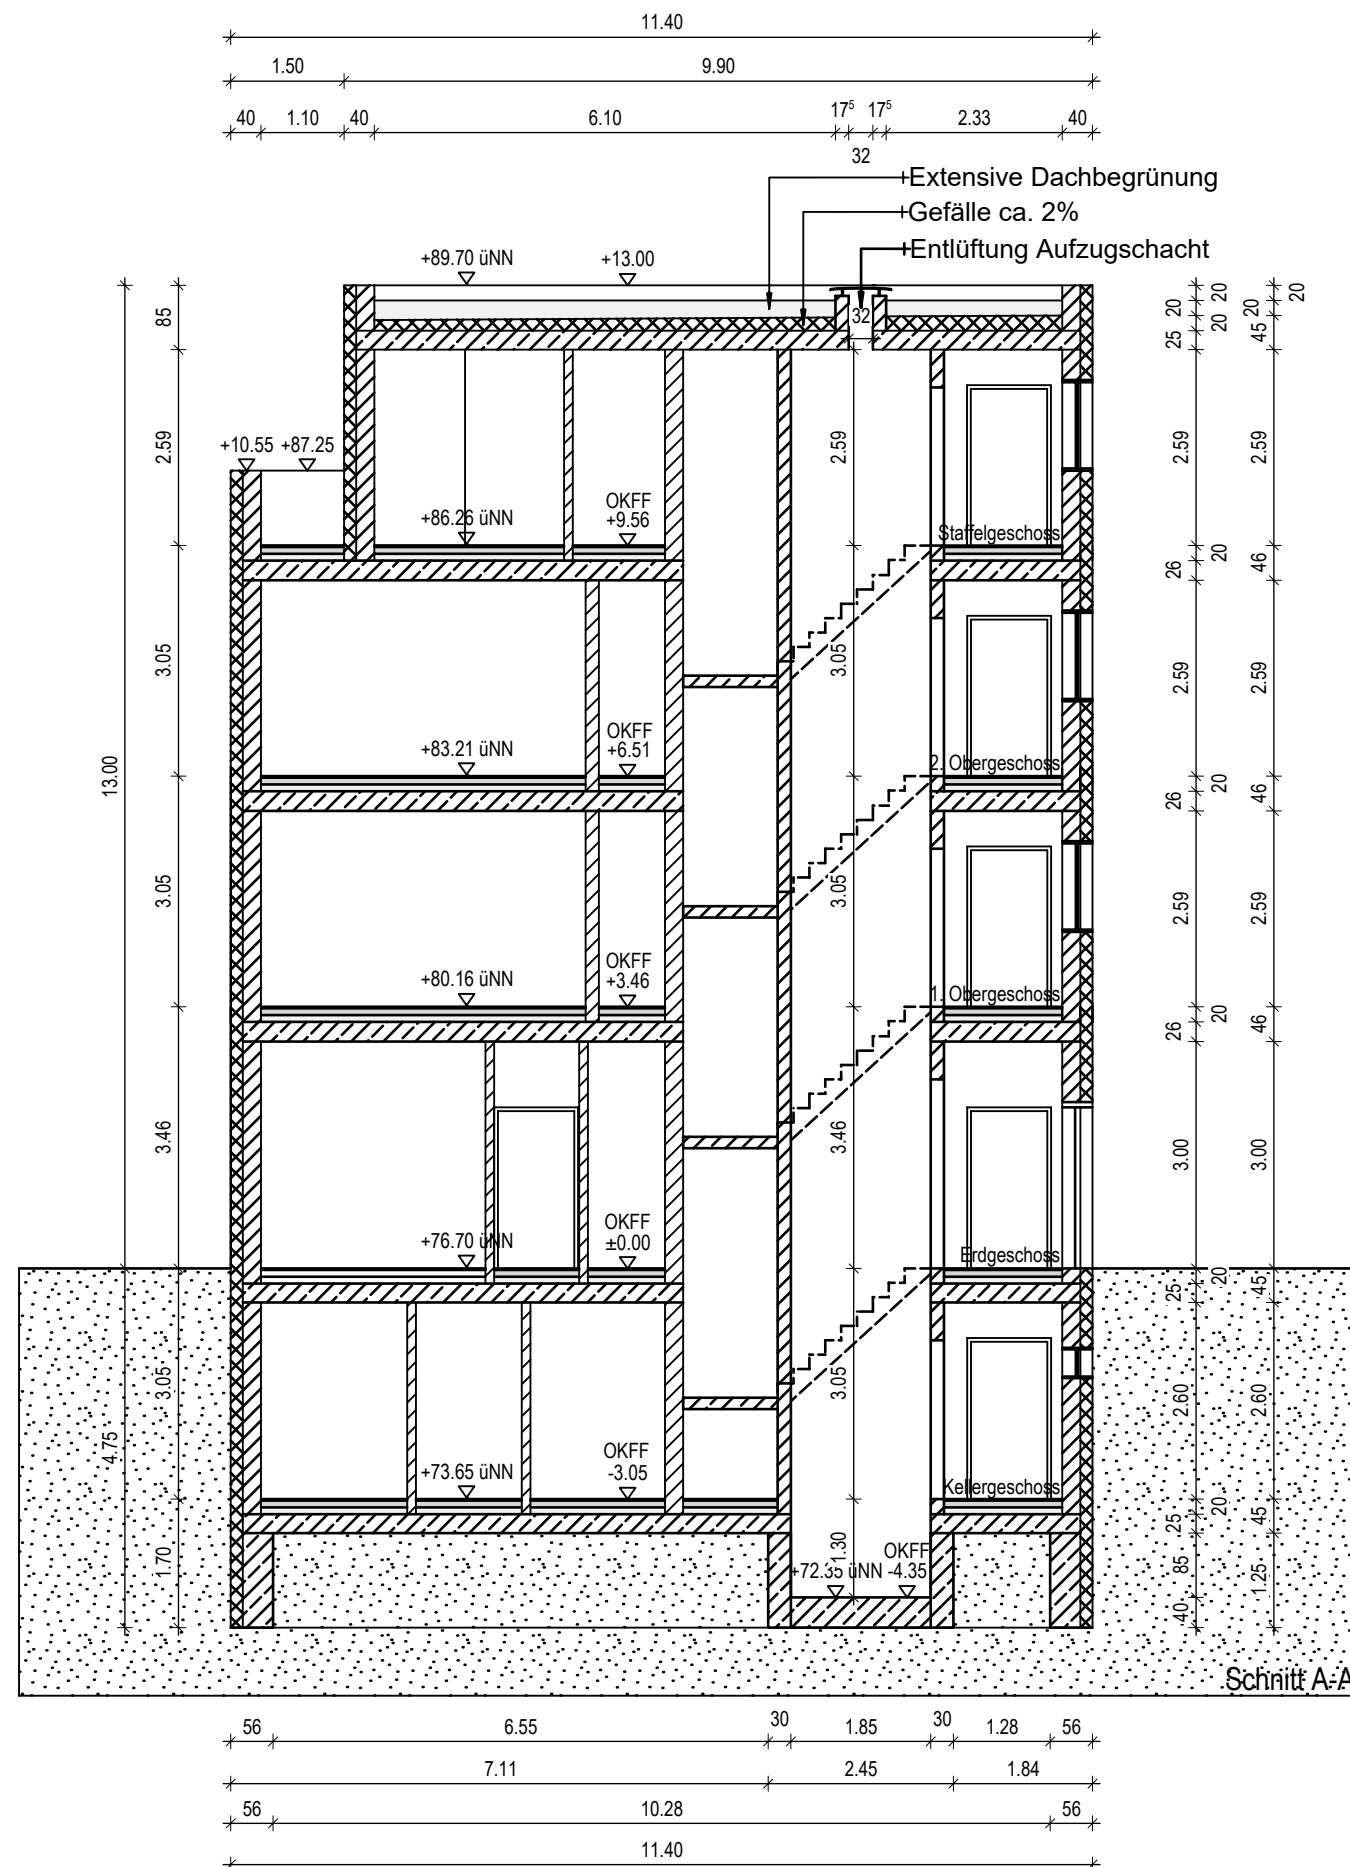 11.40
1.50 9.90
40 1.10 40 6.10 17⁵ 17⁵ 2.33 40
32
Extensive Dachbegrünung
Gefälle ca. 2%
Entlüftung Aufzugschacht
+89.70 üNN +13.00
32
85 25 20 20 20 20 45 20 20
2.59 2.59 2.59 2.59
+10.55 +87.25
OKFF
+86.26 üNN +9.56
Staffelgeschoss
26 20 46
3.05 3.05 2.59 2.59
OKFF
+83.21 üNN +6.51
2. Obergeschoss
13.00
26 20 46
3.05 3.05 2.59 2.59
OKFF
+80.16 üNN +3.46
1. Obergeschoss
26 20 46
3.46 3.46 3.00 3.00
OKFF
+76.70 üNN ±0.00
Erdgeschoss
25 20 45
3.05 3.05 2.60 2.60
4.75
OKFF
+73.65 üNN -3.05
Kellergeschoss
25 20 45
1.70 1.30 85 1.25
OKFF
+72.35 üNN -4.35
40
Schnitt A-A
56 6.55 30 1.85 30 1.28 56
7.11 2.45 1.84
56 10.28 56
11.40